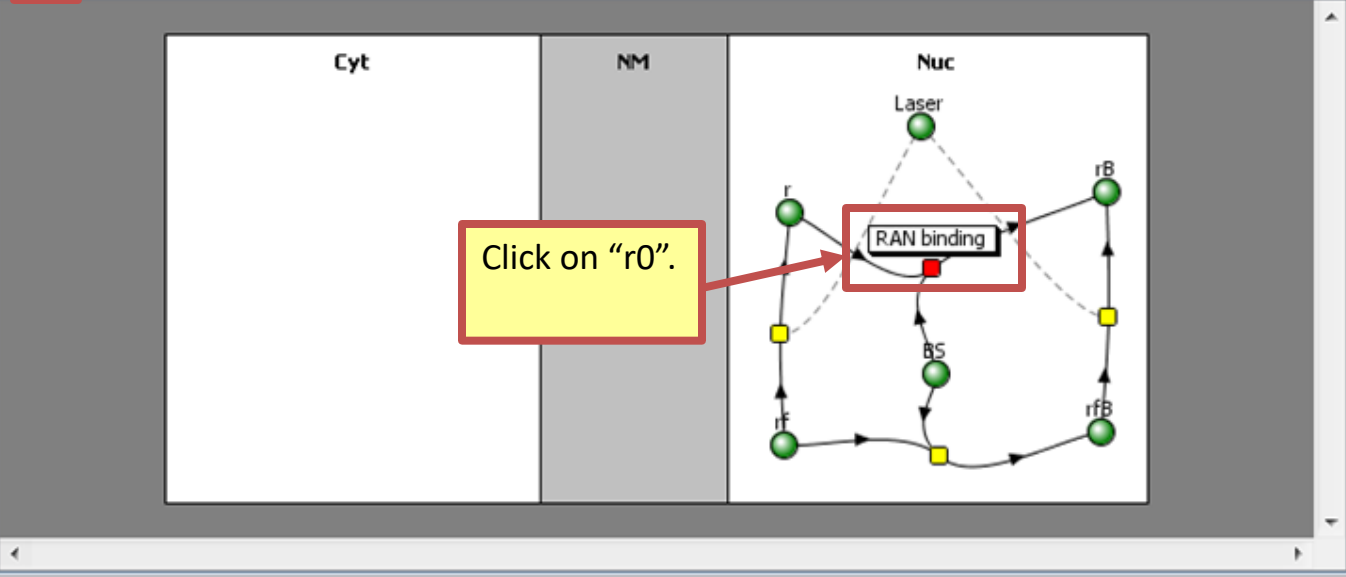 Cyt
NM
Nuc
Laser
rB
r
RAN binding
Click on “r0”.
BS
rf
rfB